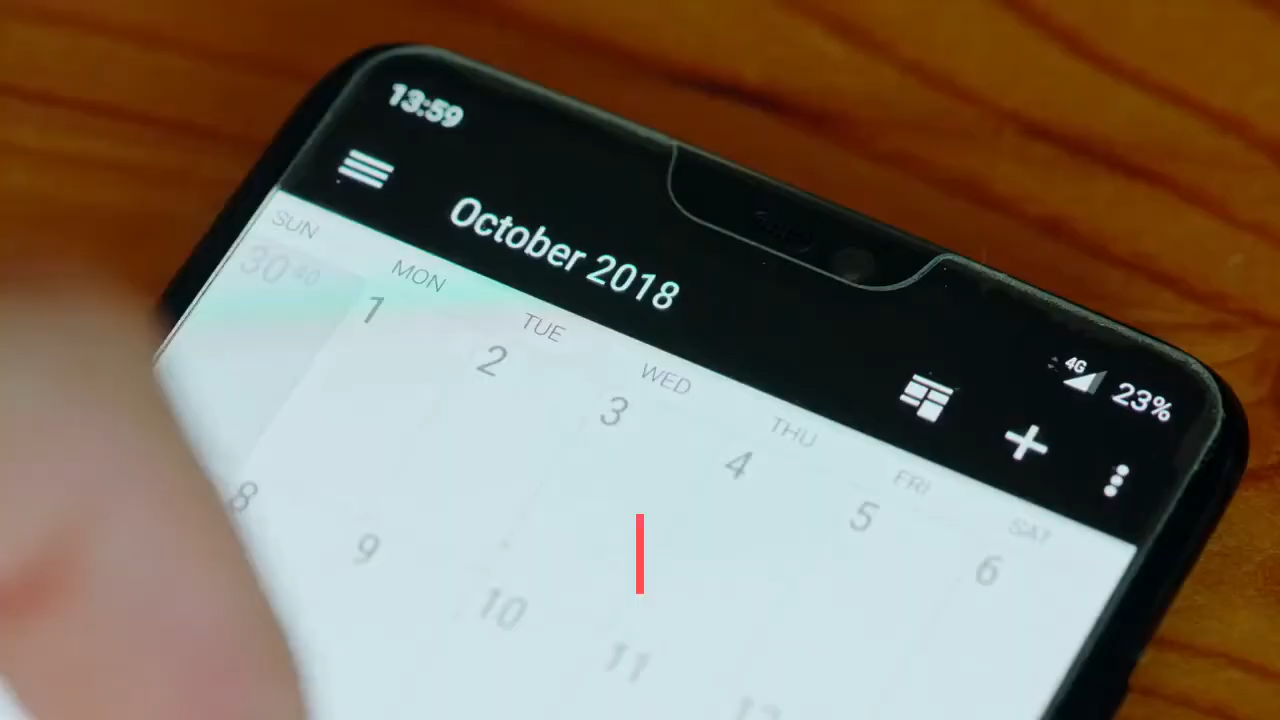 13:59
4G 23%
October 2018
SUN MON TUE WED THU FRI SAT
30 1 2 3 4 5 6
8 9 10 11